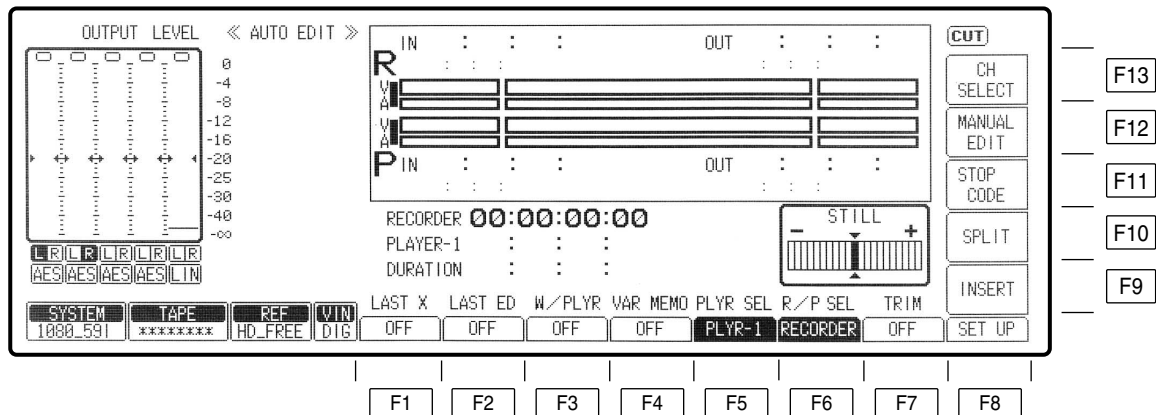 OUTPUT LEVEL
≪ AUTO EDIT ≫
0
-4
-8
-12
-16
-20
-25
-30
-40
-∞
L R L R L R L R L R
AES AES AES AES LIN
SYSTEM TAPE REF VIN
1080_59I ******** HD_FREE DIG
IN : : : OUT : : :
R : : : : : :
V
A
V
A
P IN : : : OUT : : :
: : : : : :
RECORDER 00:00:00:00
PLAYER-1 : : :
DURATION : : :
STILL
- +
LAST X LAST ED W/PLYR VAR MEMO PLYR SEL R/P SEL TRIM
OFF OFF OFF OFF PLYR-1 RECORDER OFF SET UP
CUT
CH SELECT
MANUAL EDIT
STOP CODE
SPLIT
INSERT
F13
F12
F11
F10
F9
F1 F2 F3 F4 F5 F6 F7 F8